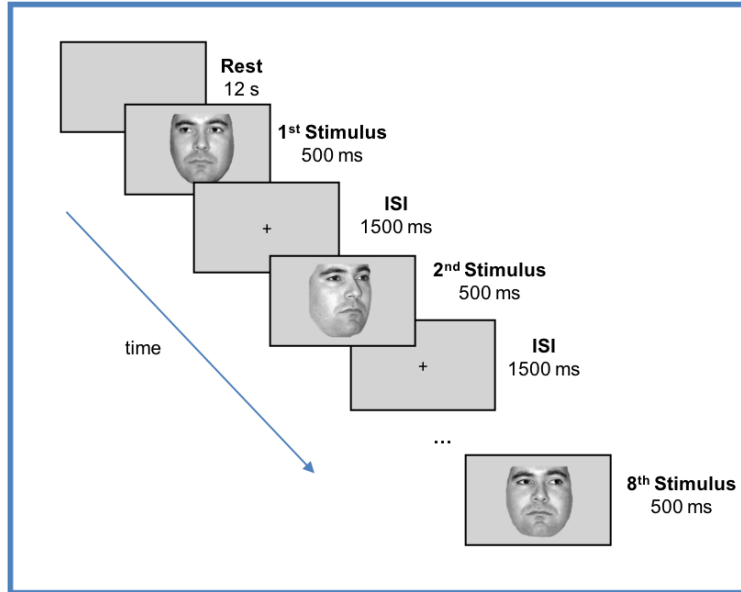 Rest
12 s
1st Stimulus
500 ms
ISI
1500 ms
2nd Stimulus
500 ms
ISI
1500 ms
time
...
8th Stimulus
500 ms